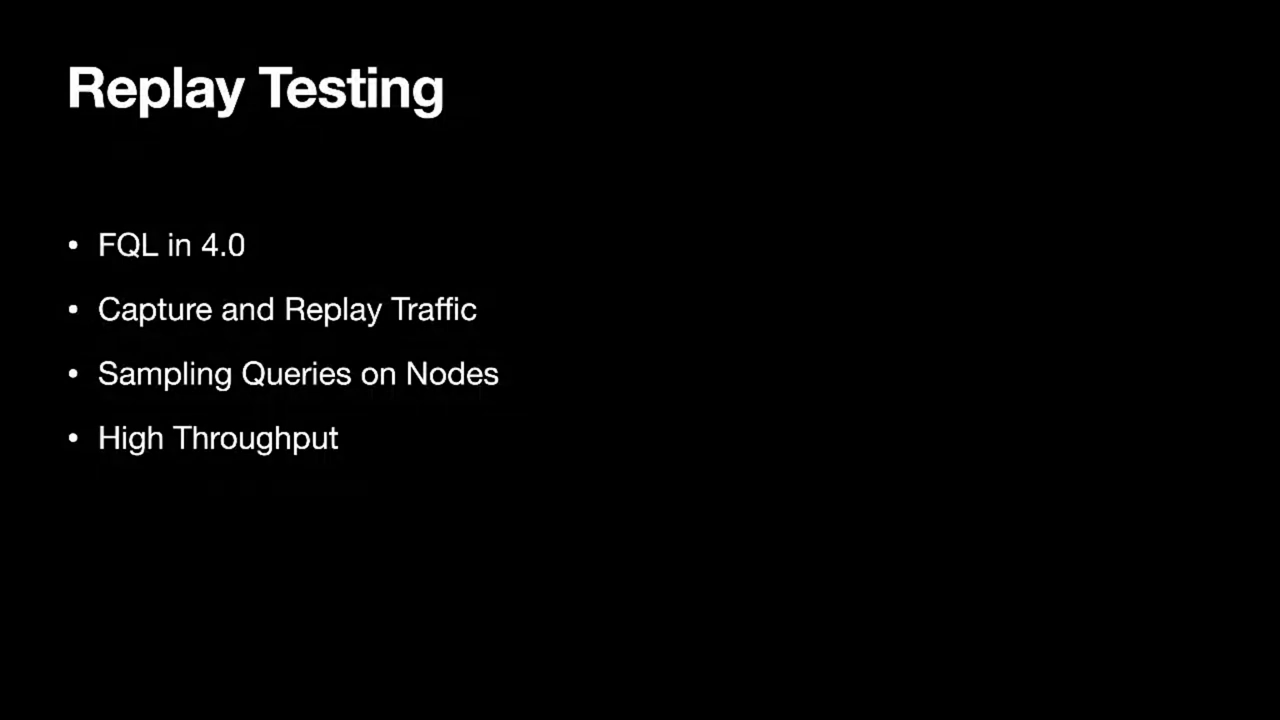 Replay Testing
• FQL in 4.0
• Capture and Replay Traffic
• Sampling Queries on Nodes
• High Throughput